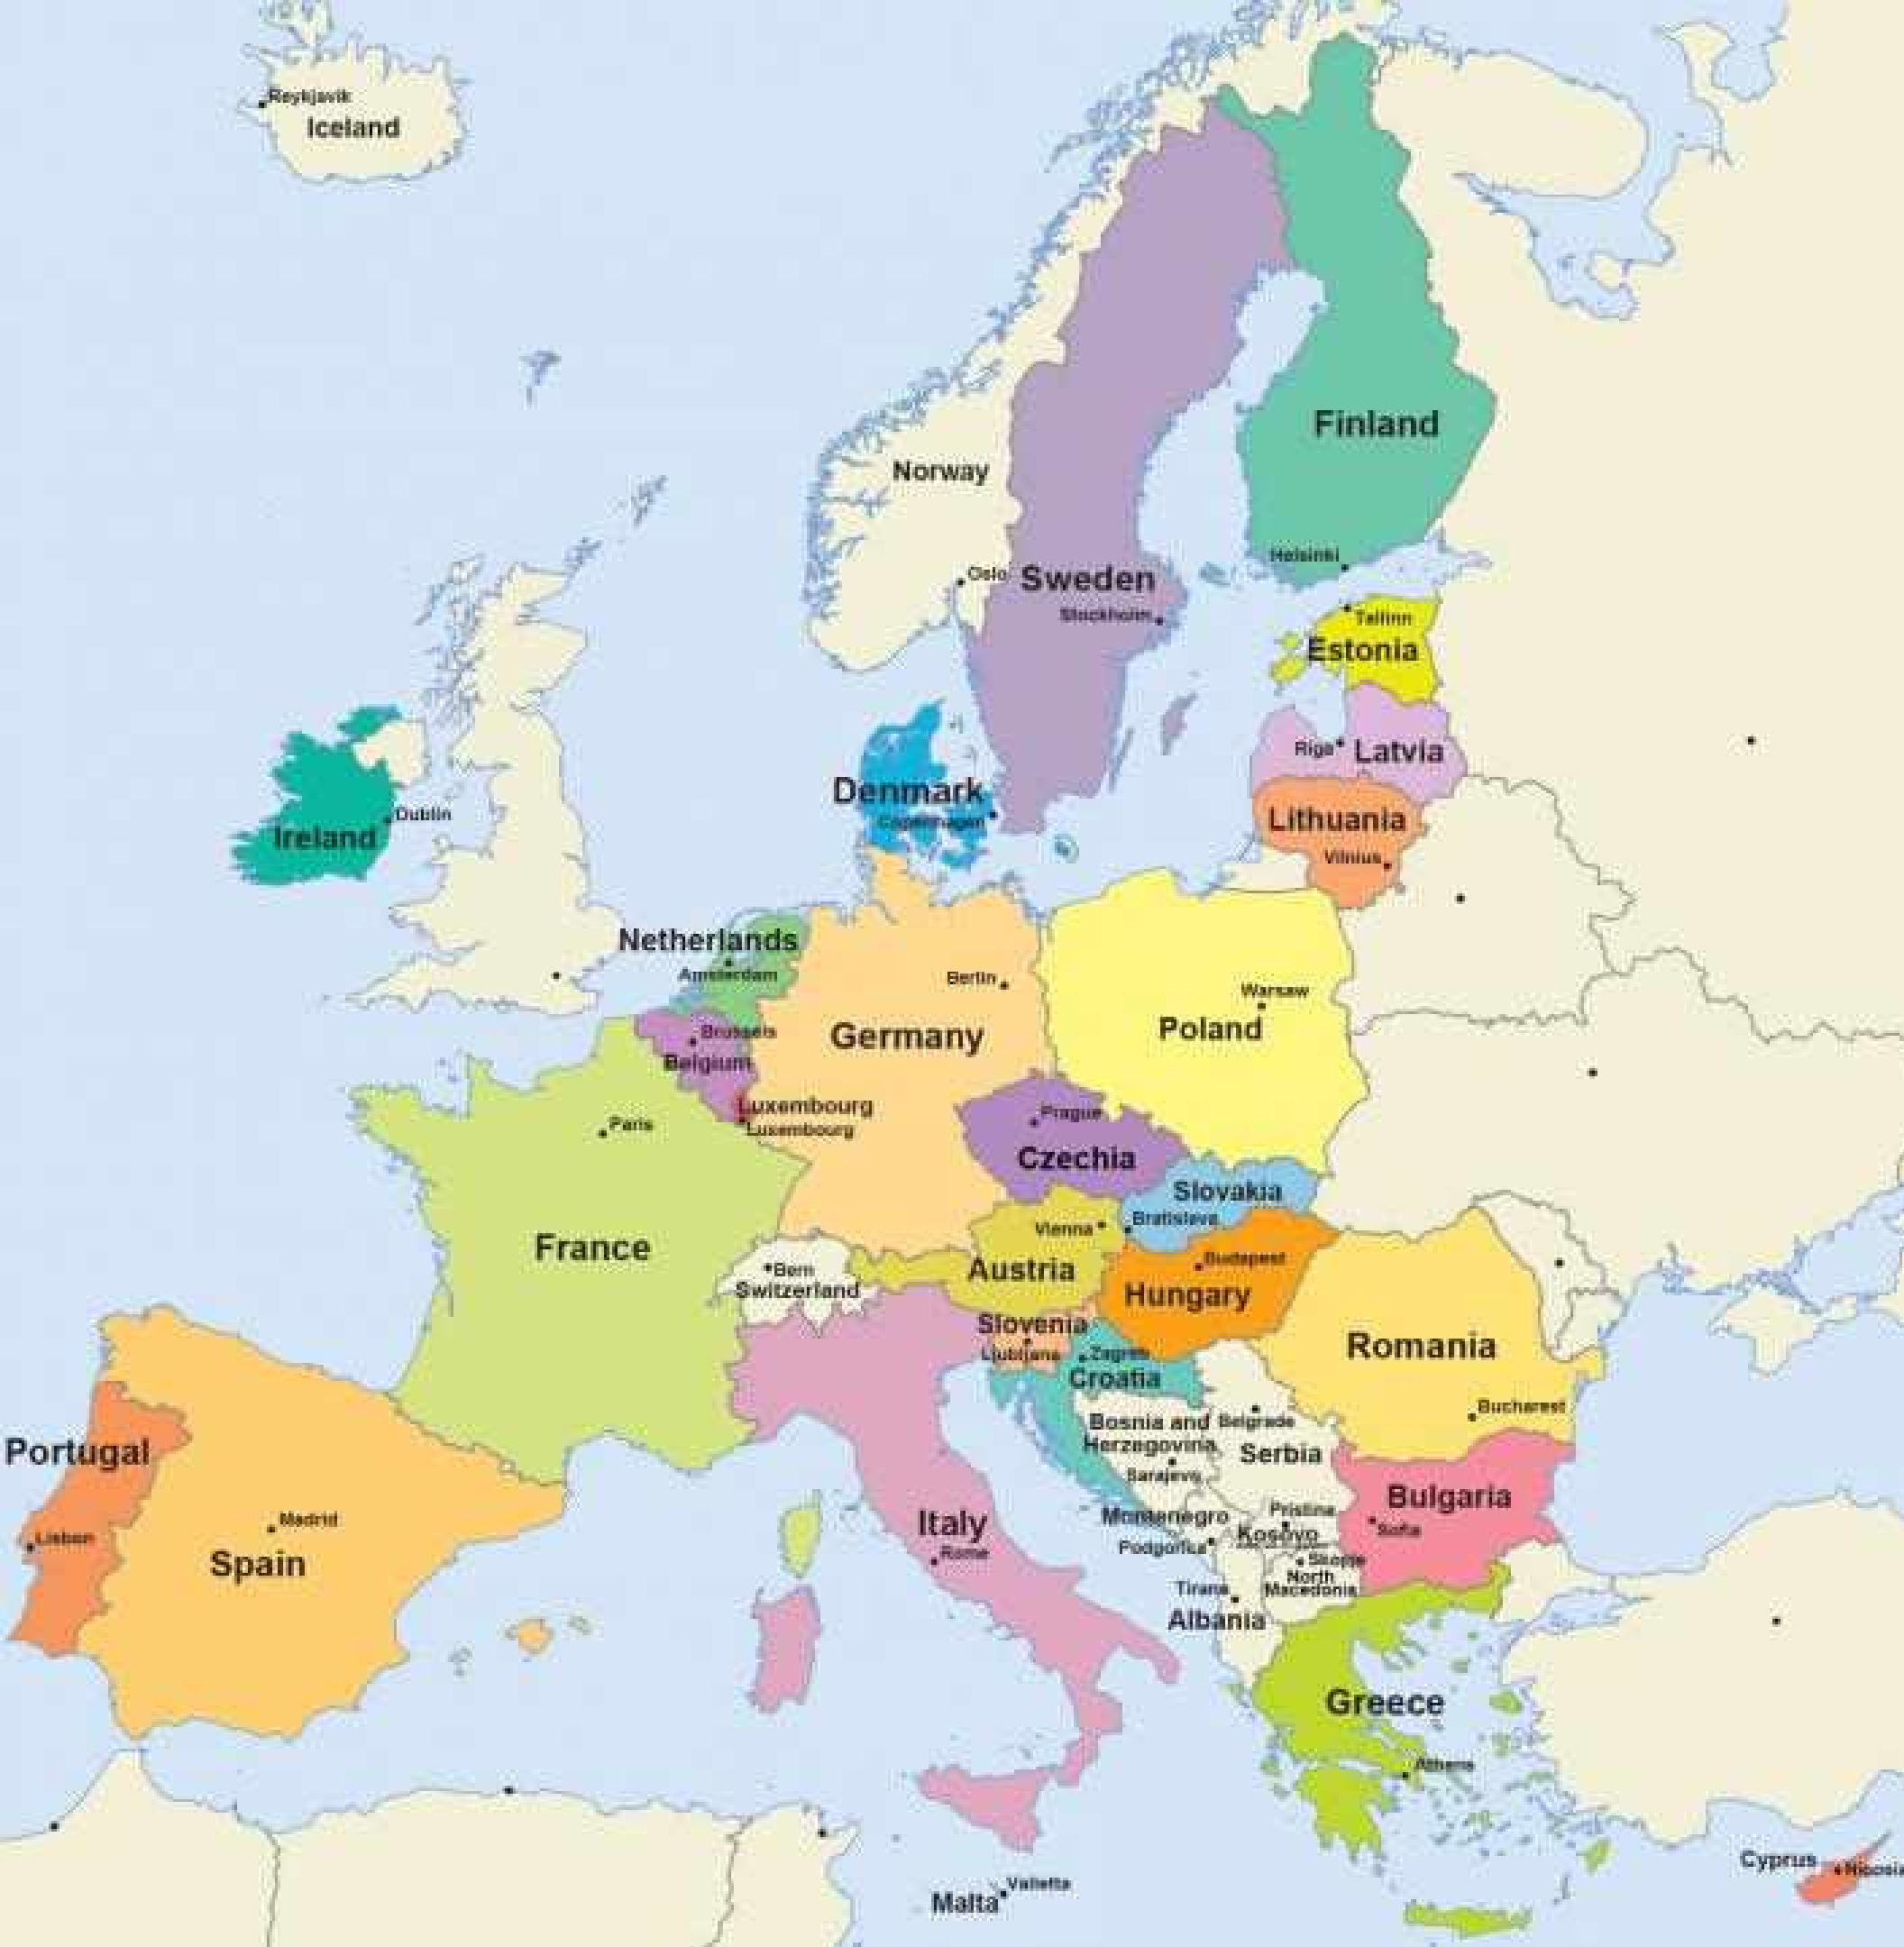 Reykjavik
Iceland
Finland
Norway
Helsinki
Oslo
Sweden
Stockholm
Tallinn
Estonia
Riga
Latvia
Denmark
Copenhagen
Dublin
Ireland
Lithuania
Vilnius
Netherlands
Amsterdam
Berlin
Warsaw
Brussels
Germany
Poland
Belgium
Luxembourg
Luxembourg
Paris
Prague
Czechia
Slovakia
Bratislava
Vienna
France
Austria
Budapest
Hungary
Bern
Switzerland
Slovenia
Ljubljana
Zagreb
Croatia
Romania
Bucharest
Portugal
Bosnia and
Herzegovina
Sarajevo
Belgrade
Serbia
Bulgaria
Sofia
Madrid
Lisbon
Spain
Italy
Rome
Montenegro
Podgorica
Pristina
Kosovo
Skopje
North
Macedonia
Tirana
Albania
Greece
Athens
Cyprus
Nicosia
Valletta
Malta